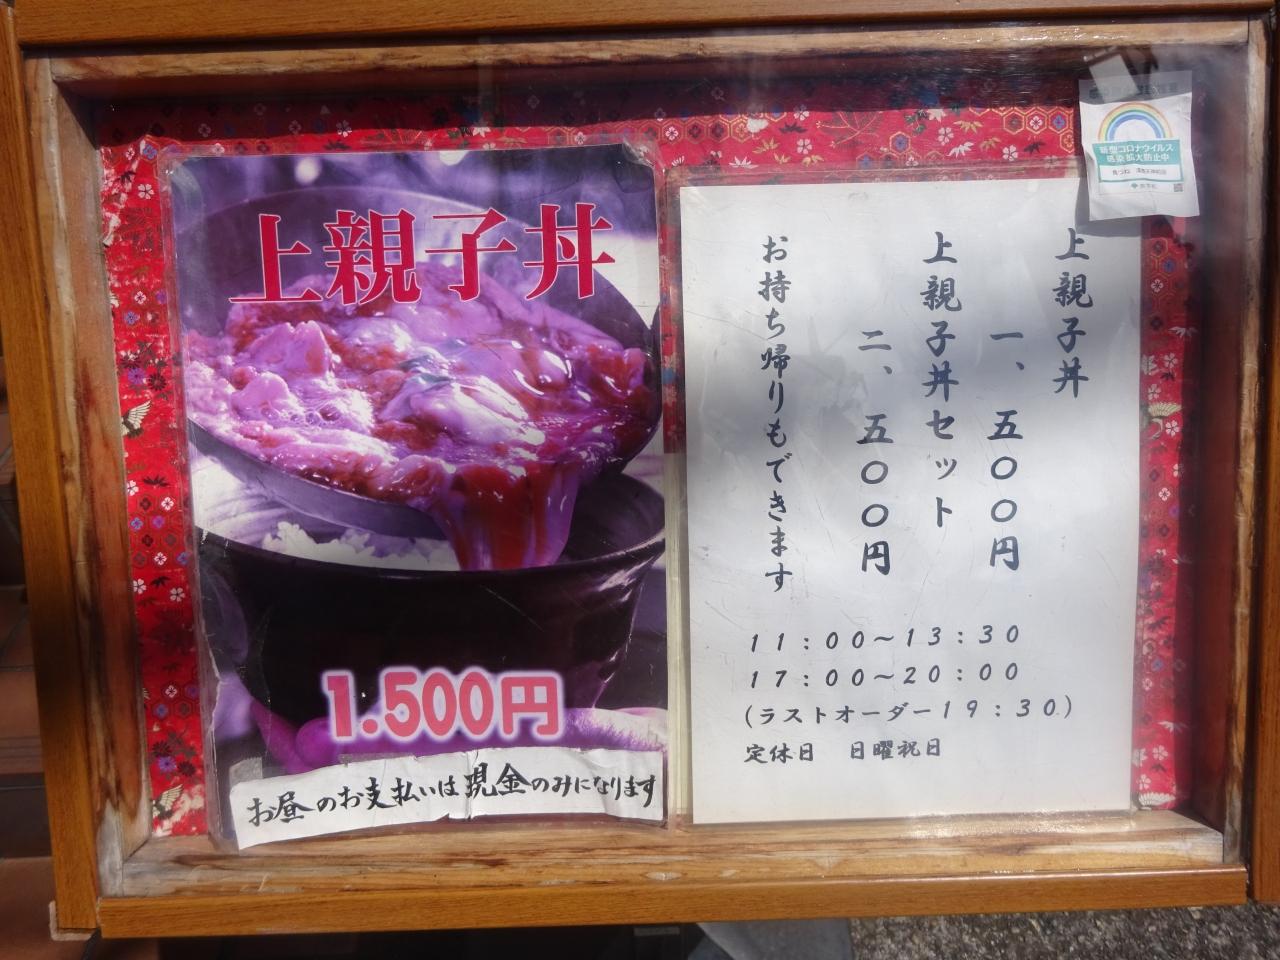 上親子丼
1.500円
お昼のお支払いは現金のみになります
上親子丼
一、五〇〇円
上親子丼セット
二、五〇〇円
お持ち帰りもできます
11:00～13:30
17:00～20:00
(ラストオーダー19:30.)
定休日　日曜祝日
新型コロナウイルス
感染拡大防止中